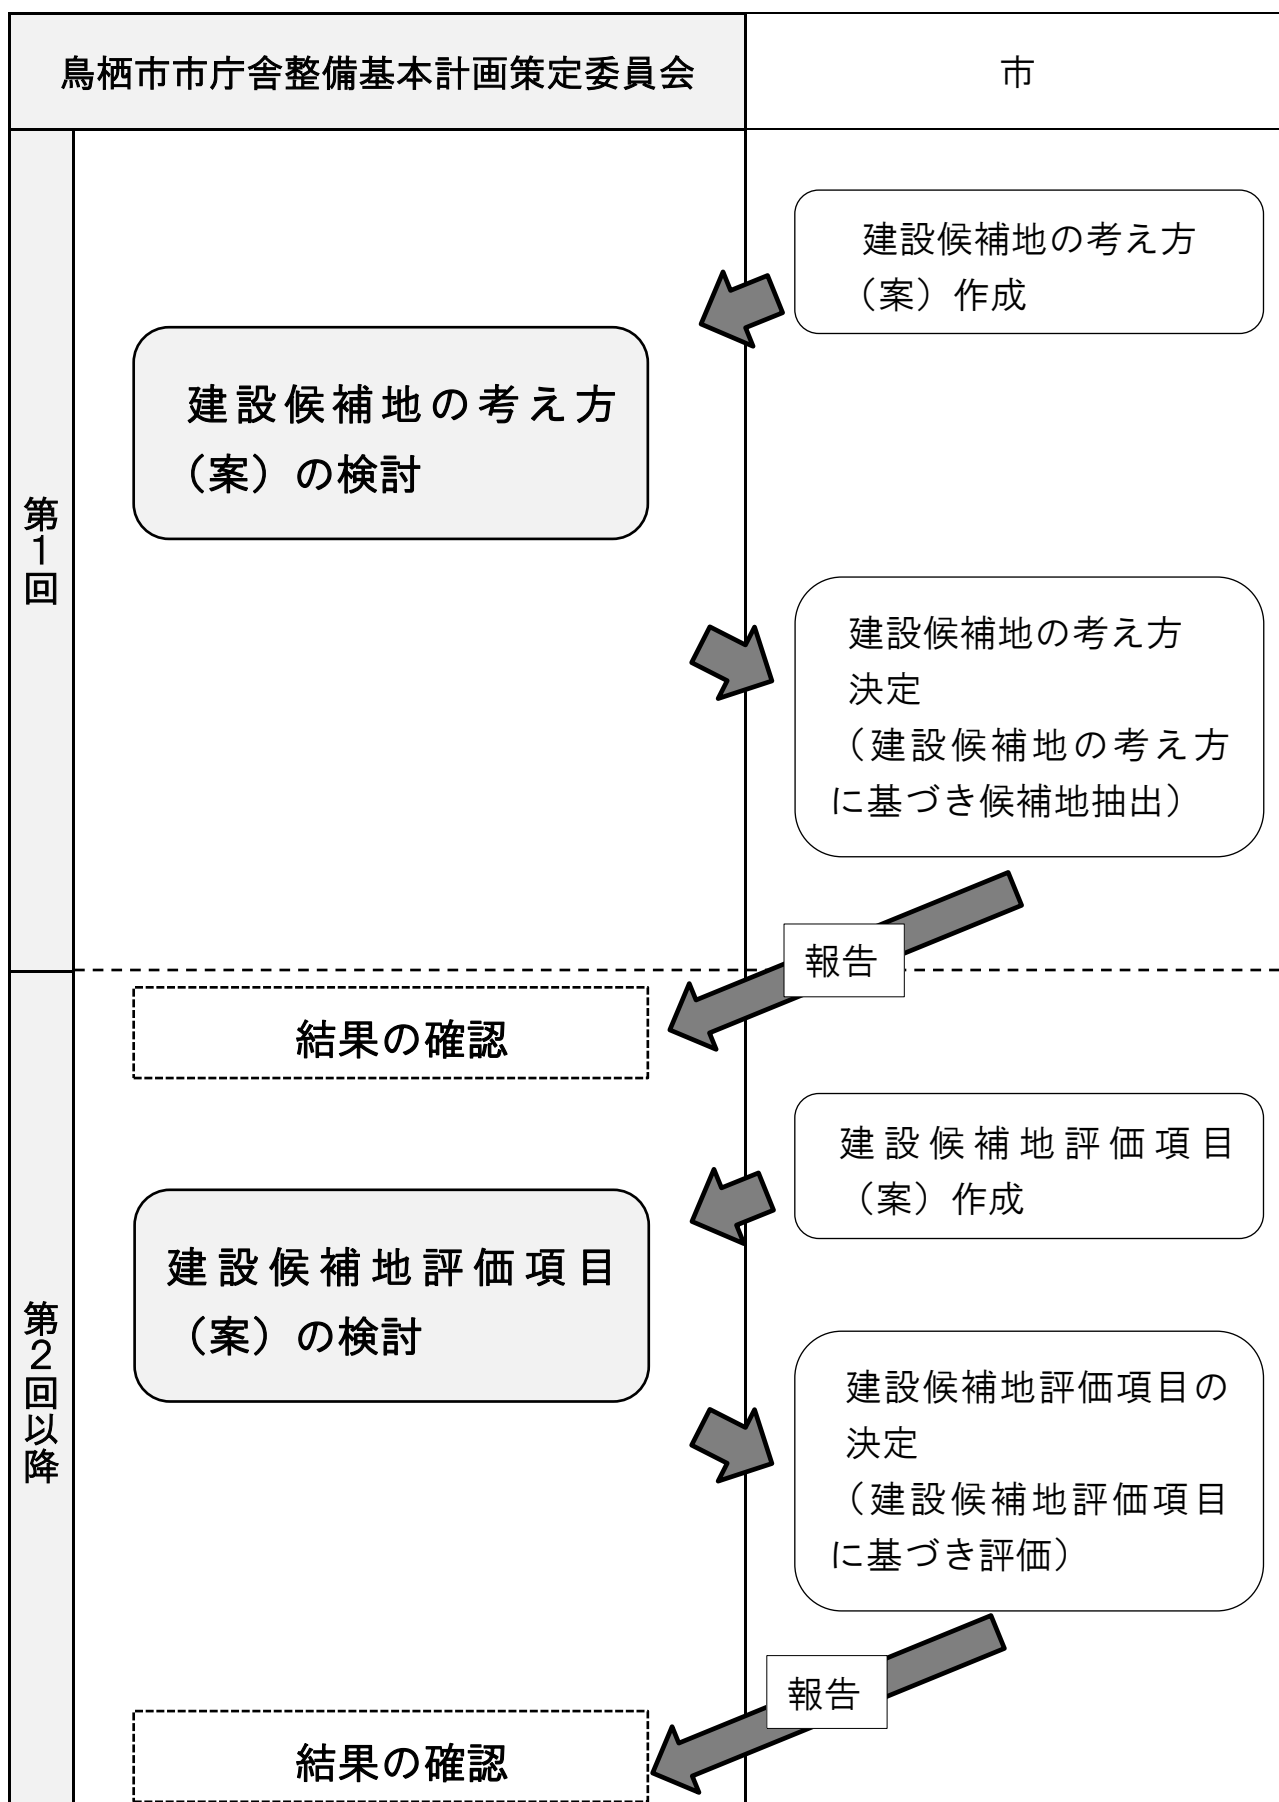 鳥栖市市庁舎整備基本計画策定委員会
市
第1回
建設候補地の考え方
（案）作成
建設候補地の考え方
（案）の検討
建設候補地の考え方
決定
（建設候補地の考え方
に基づき候補地抽出）
報告
第2回以降
結果の確認
建設候補地評価項目
（案）作成
建設候補地評価項目
（案）の検討
建設候補地評価項目の
決定
（建設候補地評価項目
に基づき評価）
報告
結果の確認